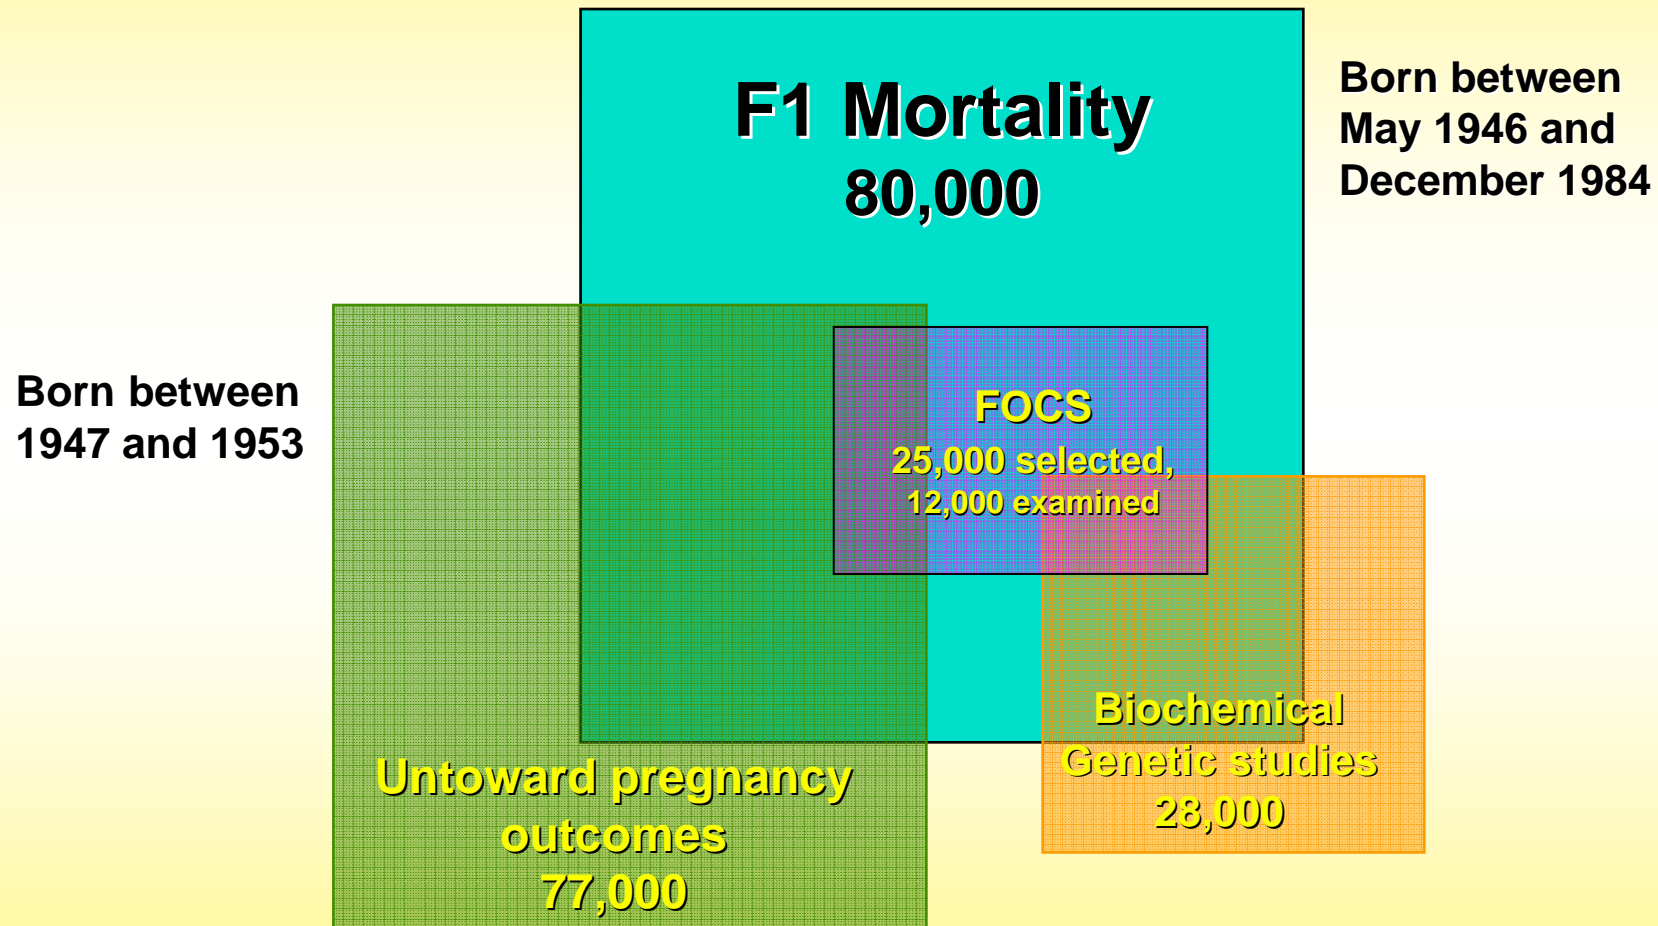 F1 Mortality
80,000
Born between
May 1946 and
December 1984
Born between
1947 and 1953
FOCS
25,000 selected,
12,000 examined
Untoward pregnancy
outcomes
77,000
Biochemical
Genetic studies
28,000